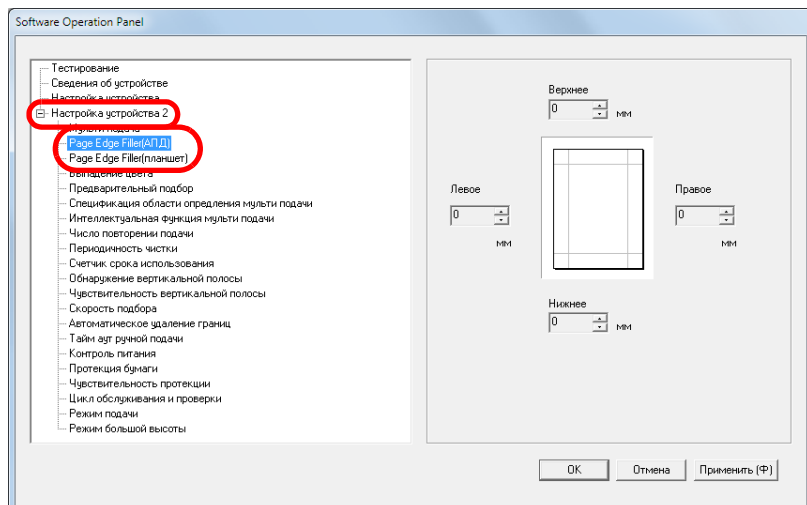 Software Operation Panel
Тестирование
Сведения об устройстве
Настройка устройства
Настройка устройства 2
Мульти подача
Page Edge Filler(АПД)
Page Edge Filler(планшет)
Выпадение цвета
Предварительный подбор
Спецификация области опредления мульти подачи
Интеллектуальная функция мульти подачи
Число повторении подачи
Периодичность чистки
Счетчик срока использования
Обнаружение вертикальной полосы
Чувствительность вертикальной полосы
Скорость подбора
Автоматическое удаление границ
Тайм аут ручной подачи
Контроль питания
Протекция бумаги
Чувствительность протекции
Цикл обслуживания и проверки
Режим подачи
Режим большой высоты
Верхнее
0 мм
Левое
0
мм
Правое
0
мм
Нижнее
0 мм
OK Отмена Применить (Ф)